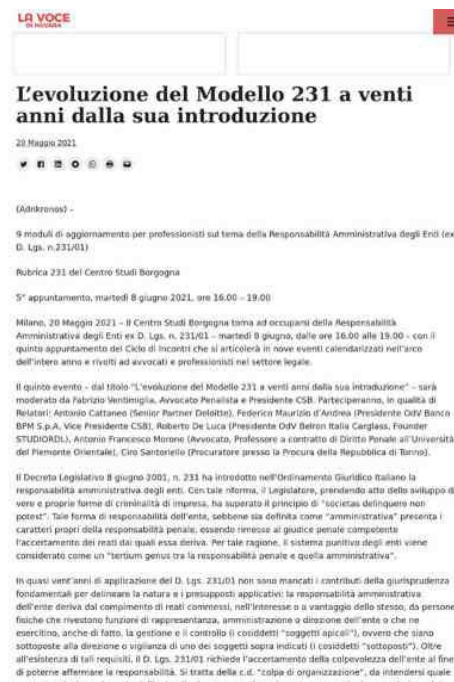 LA VOCE
DI NOVARA
L'evoluzione del Modello 231 a venti
anni dalla sua introduzione
20 Maggio 2021
(Adnkronos) –
9 moduli di aggiornamento per professionisti sul tema della Responsabilità Amministrativa degli Enti (ex
D. Lgs. n.231/01)
Rubrica 231 del Centro Studi Borgogna
5° appuntamento, martedì 8 giugno 2021, ore 16.00 – 19.00
Milano, 20 Maggio 2021 – Il Centro Studi Borgogna torna ad occuparsi della Responsabilità
Amministrativa degli Enti ex D. Lgs. n. 231/01 – martedì 8 giugno, dalle ore 16.00 alle 19.00 – con il
quinto appuntamento del Ciclo di Incontri che si articolerà in nove eventi calendarizzati nell'arco
dell'intero anno e rivolti ad avvocati e professionisti nel settore legale.
Il quinto evento – dal titolo "L'evoluzione del Modello 231 a venti anni dalla sua introduzione" – sarà
moderato da Fabrizio Ventimiglia, Avvocato Penalista e Presidente CSB. Parteciperanno, in qualità di
Relatori: Antonio Cattaneo (Senior Partner Deloitte), Federico Maurizio d'Andrea (Presidente OdV Banco
BPM S.p.A, Vice Presidente CSB), Roberto De Luca (Presidente OdV Belron Italia Carglass, Founder
STUDIORDL), Antonio Francesco Morone (Avvocato, Professore a contratto di Diritto Penale all'Università
del Piemonte Orientale), Ciro Santoriello (Procuratore presso la Procura della Repubblica di Torino).
Il Decreto Legislativo 8 giugno 2001, n. 231 ha introdotto nell'Ordinamento Giuridico Italiano la
responsabilità amministrativa degli enti. Con tale riforma, il Legislatore, prendendo atto dello sviluppo di
vere e proprie forme di criminalità di impresa, ha superato il principio di "societas delinquere non
potest". Tale forma di responsabilità dell'ente, sebbene sia definita come "amministrativa" presenta i
caratteri propri della responsabilità penale, essendo rimesso al giudice penale competente
l'accertamento dei reati dai quali essa deriva. Per tale ragione, il sistema punitivo degli enti viene
considerato come un "tertium genus tra la responsabilità penale e quella amministrativa".
In quasi vent'anni di applicazione del D. Lgs. 231/01 non sono mancati i contributi della giurisprudenza
fondamentali per delineare la natura e i presupposti applicativi: la responsabilità amministrativa
dell'ente deriva dal compimento di reati commessi, nell'interesse o a vantaggio dello stesso, da persone
fisiche che rivestono funzioni di rappresentanza, amministrazione o direzione dell'ente o che ne
esercitino, anche di fatto, la gestione e il controllo (i cosiddetti "soggetti apicali"), ovvero che siano
sottoposte alla direzione o vigilanza di uno dei soggetti sopra indicati (i cosiddetti "sottoposti"). Oltre
all'esistenza di tali requisiti, il D. Lgs. 231/01 richiede l'accertamento della colpevolezza dell'ente al fine
di poterne affermare la responsabilità. Si tratta della c.d. "colpa di organizzazione", da intendersi quale